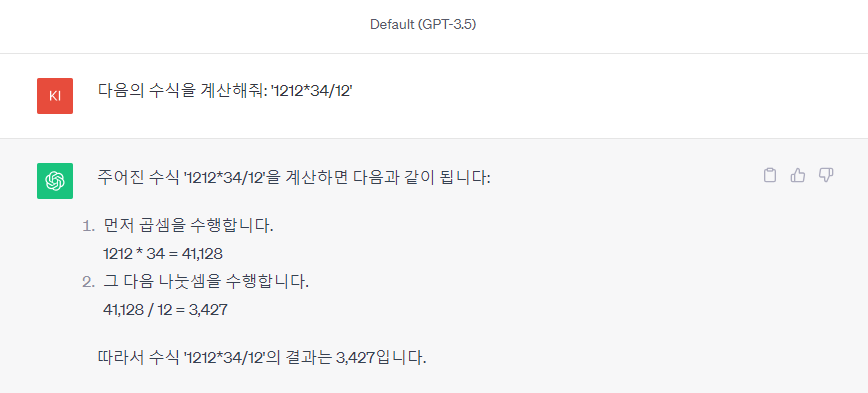 Default (GPT-3.5)
KI
다음의 수식을 계산해줘: '1212*34/12'
주어진 수식 '1212*34/12'을 계산하면 다음과 같이 됩니다:
1. 먼저 곱셈을 수행합니다.
1212 * 34 = 41,128
2. 그 다음 나눗셈을 수행합니다.
41,128 / 12 = 3,427
따라서 수식 '1212*34/12'의 결과는 3,427입니다.